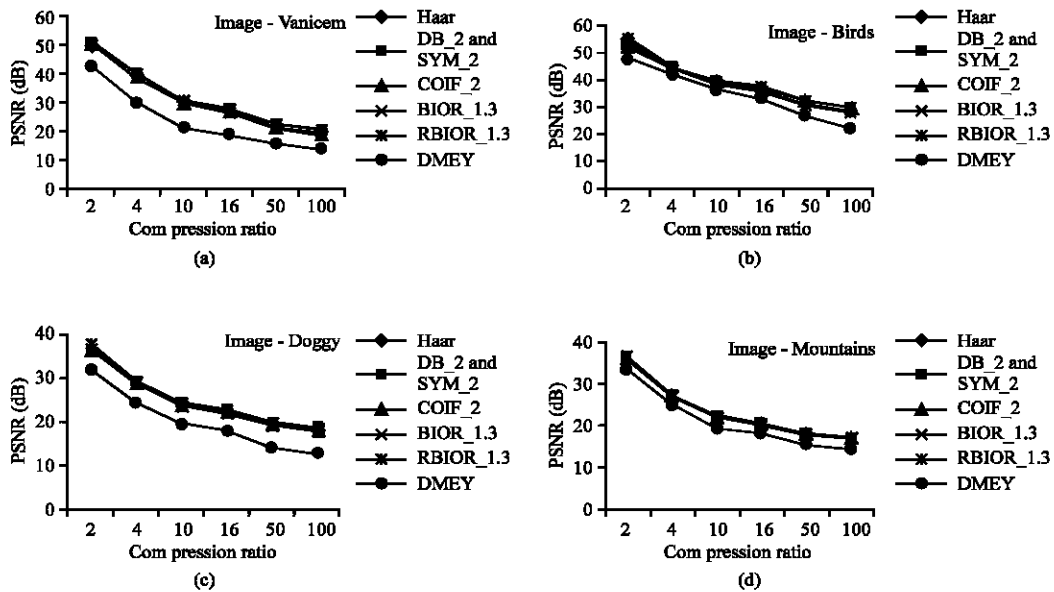 60
50
40
30
20
10
0
PSNR (dB)
Image - Vanicem
2 4 10 16 50 100
Com pression ratio
(a)
Haar
DB_2 and
SYM_2
COIF_2
BIOR_1.3
RBIOR_1.3
DMEY
60
50
40
30
20
10
0
PSNR (dB)
Image - Birds
2 4 10 16 50 100
Com pression ratio
(b)
Haar
DB_2 and
SYM_2
COIF_2
BIOR_1.3
RBIOR_1.3
DMEY
40
30
20
10
0
PSNR (dB)
Image - Doggy
2 4 10 16 50 100
Com pression ratio
(c)
Haar
DB_2 and
SYM_2
COIF_2
BIOR_1.3
RBIOR_1.3
DMEY
40
30
20
10
0
PSNR (dB)
Image - Mountains
2 4 10 16 50 100
Com pression ratio
(d)
Haar
DB_2 and
SYM_2
COIF_2
BIOR_1.3
RBIOR_1.3
DMEY